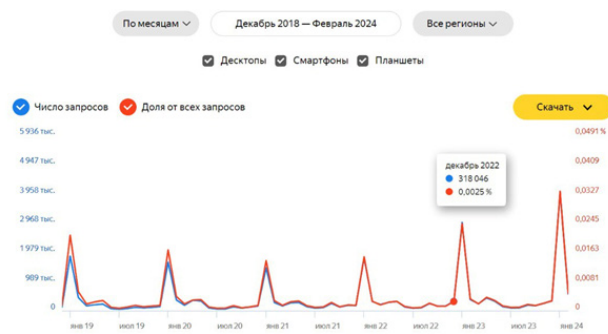 По месяцам
Декабрь 2018 — Февраль 2024
Все регионы
Десктопы
Смартфоны
Планшеты
Число запросов
Доля от всех запросов
Скачать
5 936 тыс.
0,0491 %
4 947 тыс.
0,0409
3 958 тыс.
0,0327
2 968 тыс.
0,0245
1 979 тыс.
0,0163
989 тыс.
0,0081
0
0
декабрь 2022
318 046
0,0025 %
янв 19
июл 19
янв 20
июл 20
янв 21
июл 21
янв 22
июл 22
янв 23
июл 23
янв 24